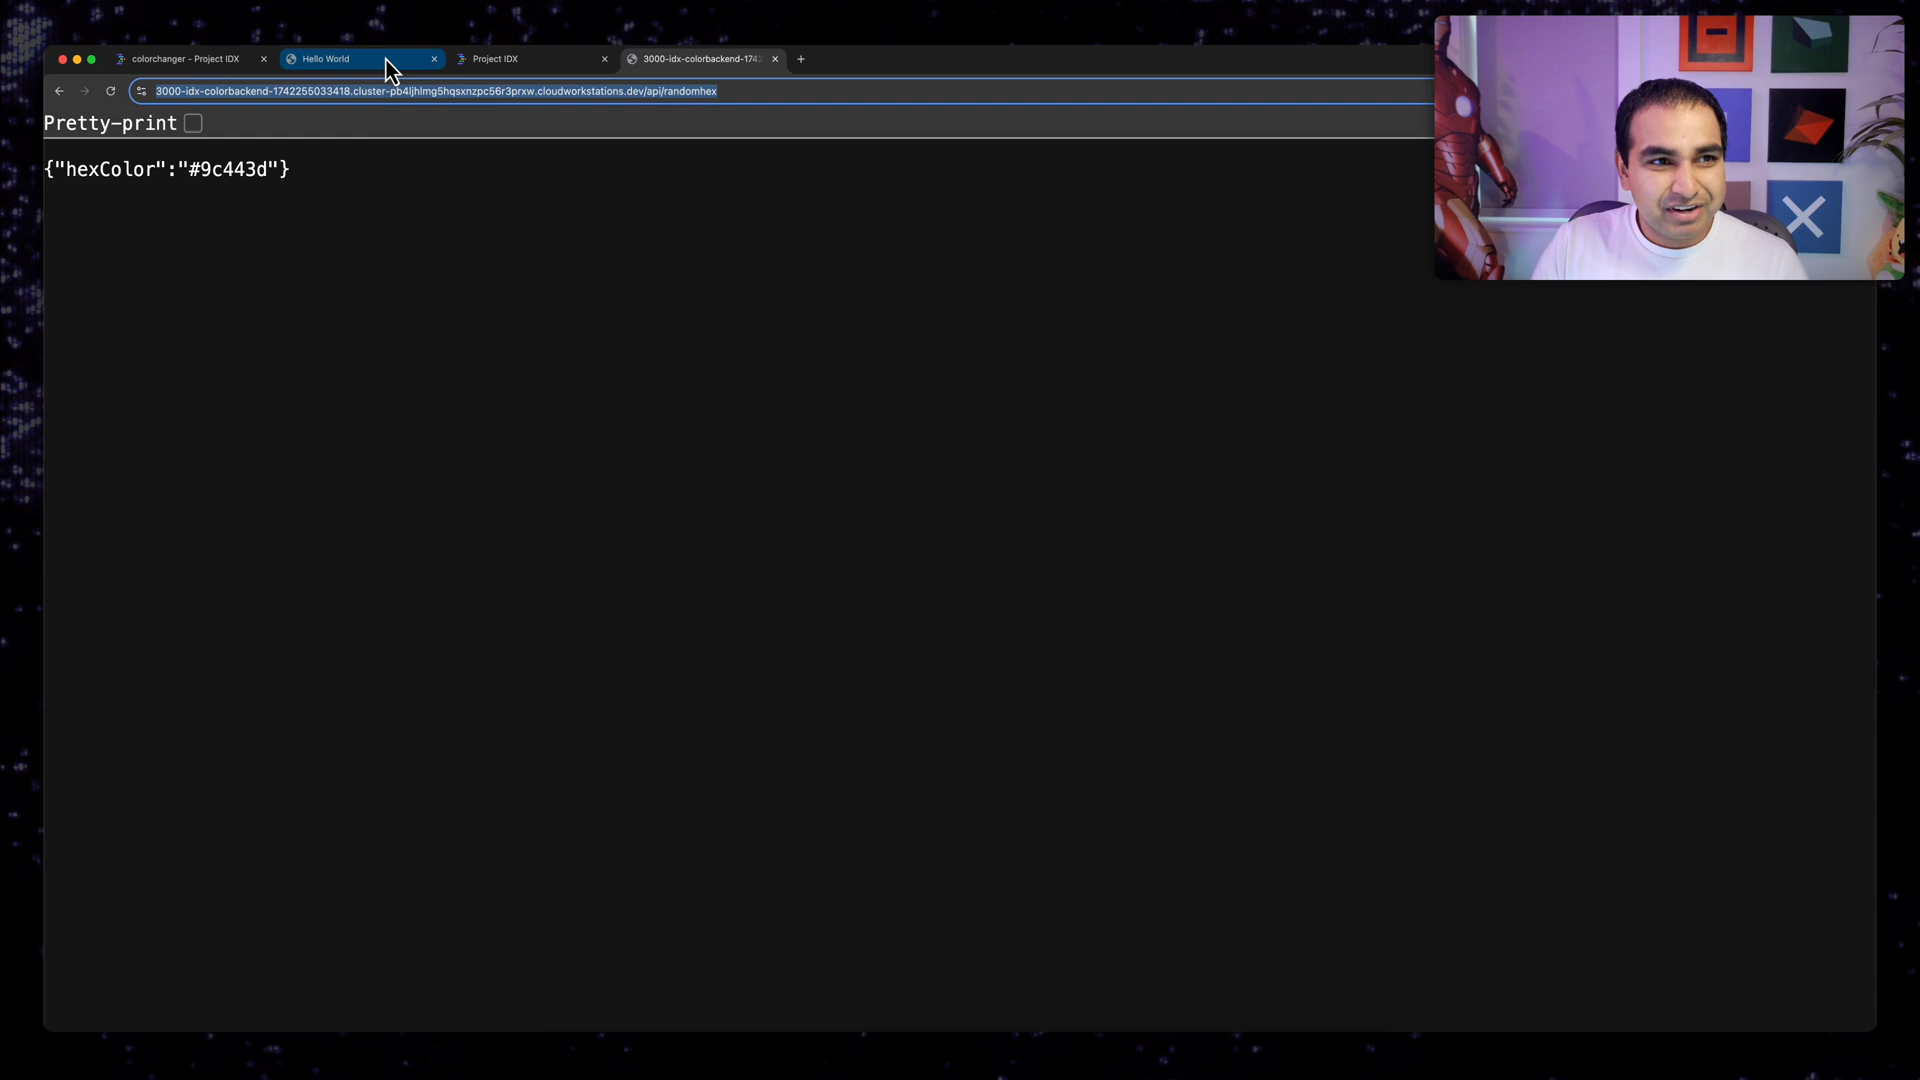 colorchanger - Project IDX
Hello World
Project IDX
3000-idx-colorbackend-1742
3000-idx-colorbackend-1742255033418.cluster-pb4ljhlmg5hqsxnzpc56r3prxw.cloudworkstations.dev/api/randomhex
Pretty-print
{"hexColor":"#9c443d"}